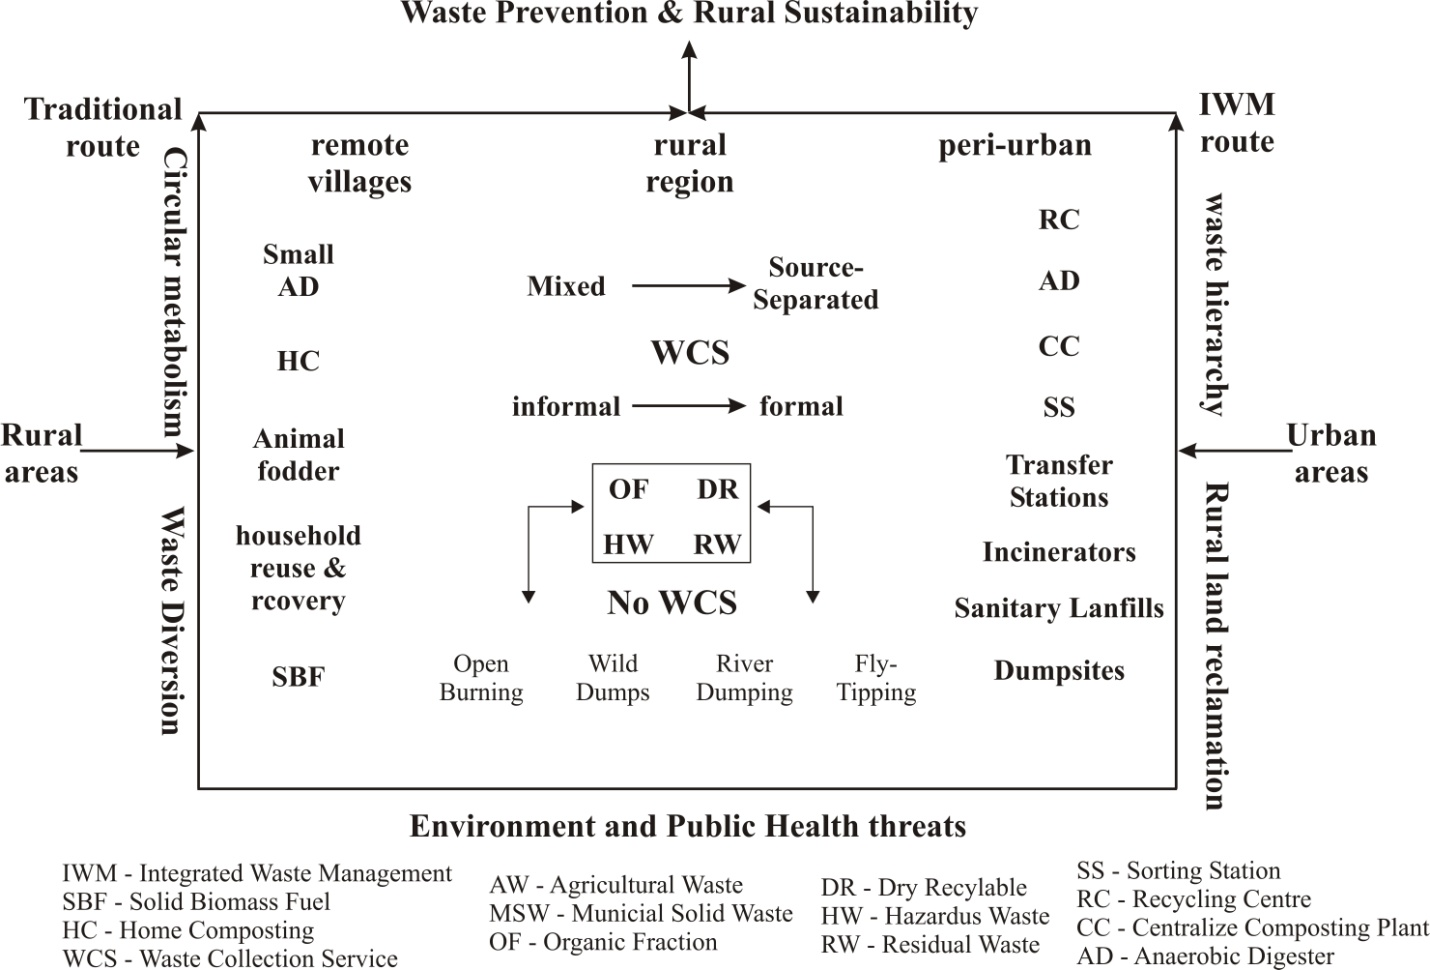 Waste Prevention & Rural Sustainability
Traditional
route
IWM
route
remote
villages
rural
region
peri-urban
Circular metabolism
Waste Diversion
waste hierarchy
Rural land reclamation
Rural
areas
Urban
areas
Small
AD
HC
Animal
fodder
household
reuse &
rcovery
SBF
Mixed
Source-
Separated
WCS
informal
formal
OF DR
HW RW
No WCS
Open
Burning
Wild
Dumps
River
Dumping
Fly-
Tipping
RC
AD
CC
SS
Transfer
Stations
Incinerators
Sanitary Lanfills
Dumpsites
Environment and Public Health threats
IWM - Integrated Waste Management
SBF - Solid Biomass Fuel
HC - Home Composting
WCS - Waste Collection Service
AW - Agricultural Waste
MSW - Municial Solid Waste
OF - Organic Fraction
DR - Dry Recylable
HW - Hazardus Waste
RW - Residual Waste
SS - Sorting Station
RC - Recycling Centre
CC - Centralize Composting Plant
AD - Anaerobic Digester